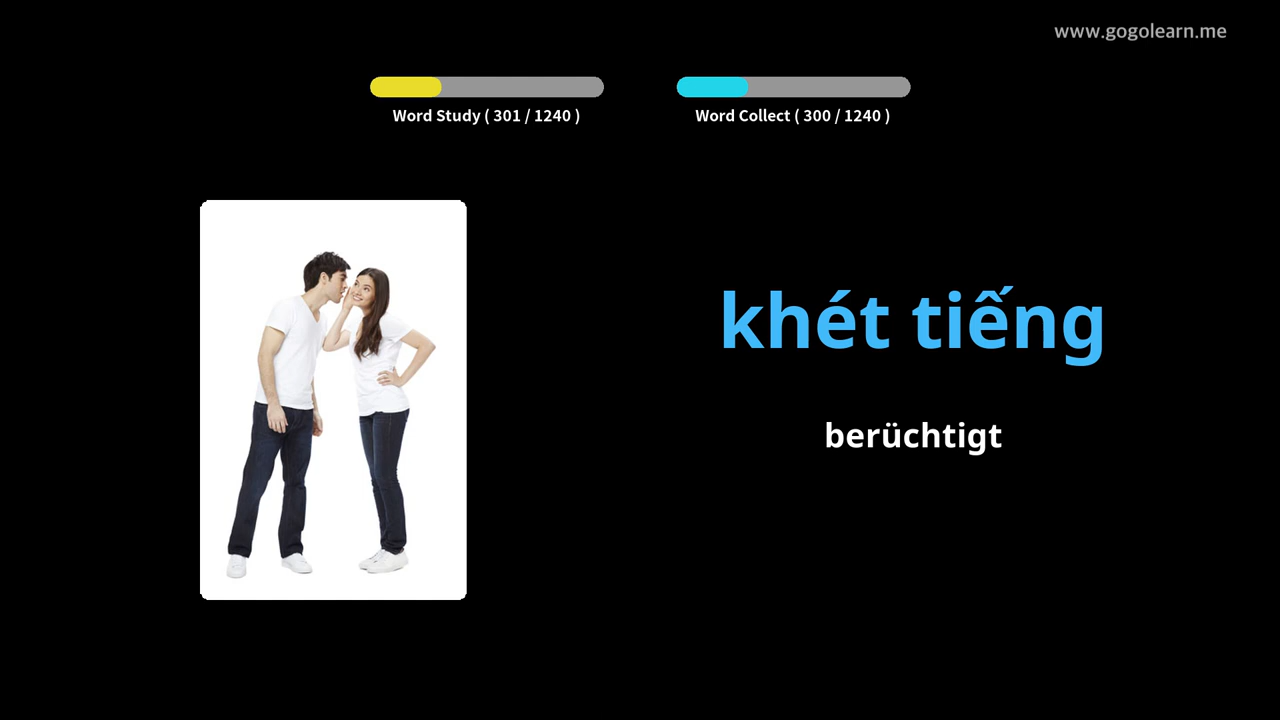 www.gogolearn.me
Word Study ( 301 / 1240 )
Word Collect ( 300 / 1240 )
khét tiếng
berüchtigt